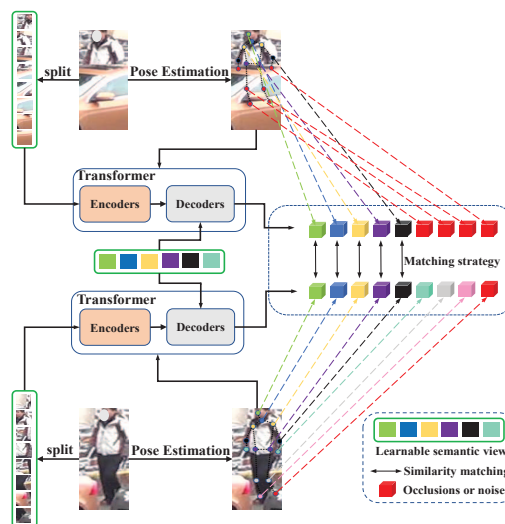 split
Pose Estimation
Transformer
Encoders
Decoders
Matching strategy
Transformer
Encoders
Decoders
split
Pose Estimation
Learnable semantic view
Similarity matching
Occlusions or noise